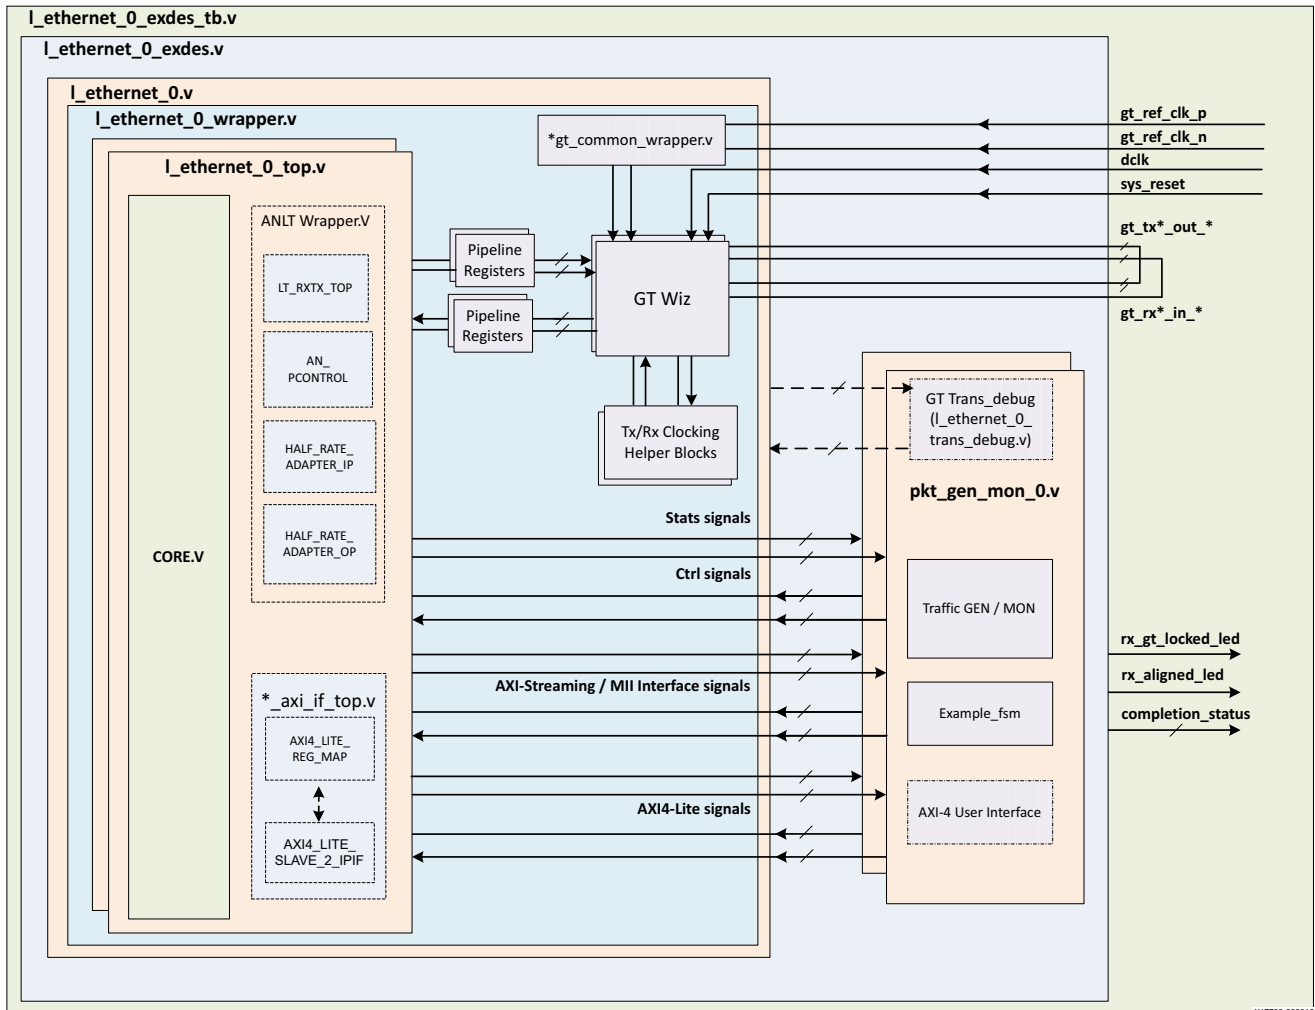 l_ethernet_0_exdes_tb.v
l_ethernet_0_exdes.v
l_ethernet_0.v
l_ethernet_0_wrapper.v
l_ethernet_0_top.v
CORE.V
ANLT Wrapper.V
LT_RXTX_TOP
AN_
PCONTROL
HALF_RATE_
ADAPTER_IP
HALF_RATE_
ADAPTER_OP
*_axi_if_top.v
AXI4_LITE_
REG_MAP
AXI4_LITE_
SLAVE_2_IPIF
Pipeline
Registers
Pipeline
Registers
*gt_common_wrapper.v
GT Wiz
Tx/Rx Clocking
Helper Blocks
Stats signals
Ctrl signals
AXI-Streaming / MII Interface signals
AXI4-Lite signals
GT Trans_debug
(l_ethernet_0_
trans_debug.v)
pkt_gen_mon_0.v
Traffic GEN / MON
Example_fsm
AXI-4 User Interface
gt_ref_clk_p
gt_ref_clk_n
dclk
sys_reset
gt_tx*_out_*
gt_rx*_in_*
rx_gt_locked_led
rx_aligned_led
completion_status